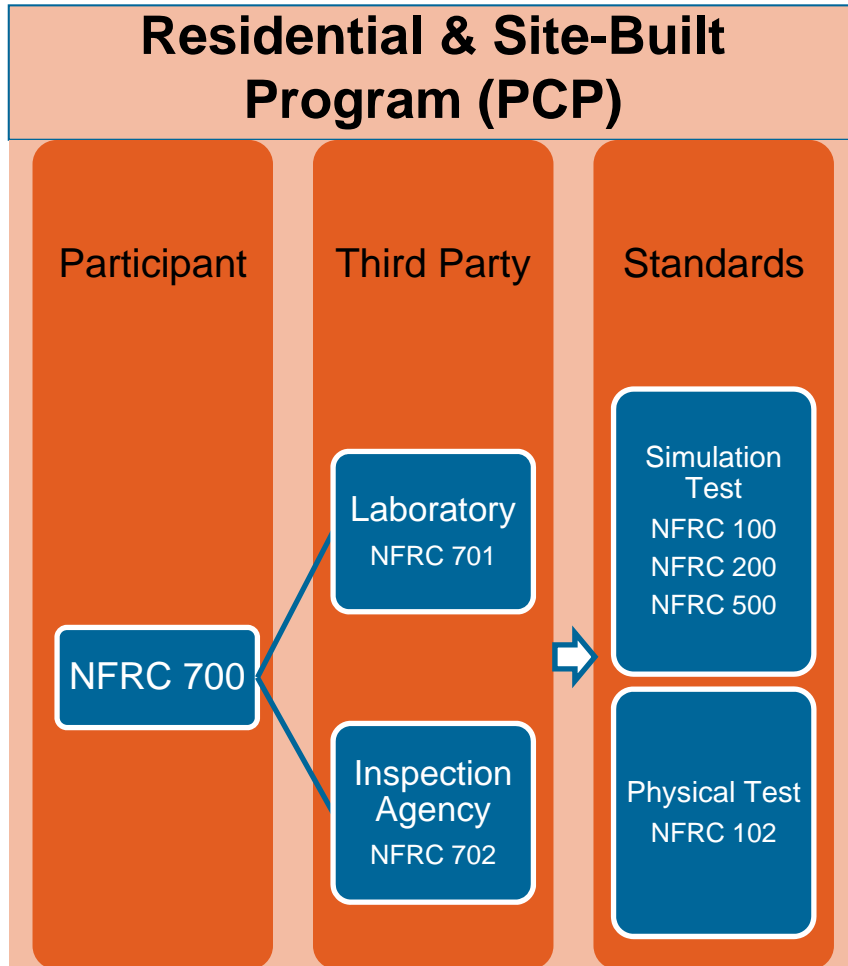 Residential & Site-Built
Program (PCP)
Participant
Third Party
Standards
NFRC 700
Laboratory
NFRC 701
Inspection
Agency
NFRC 702
Simulation
Test
NFRC 100
NFRC 200
NFRC 500
Physical Test
NFRC 102